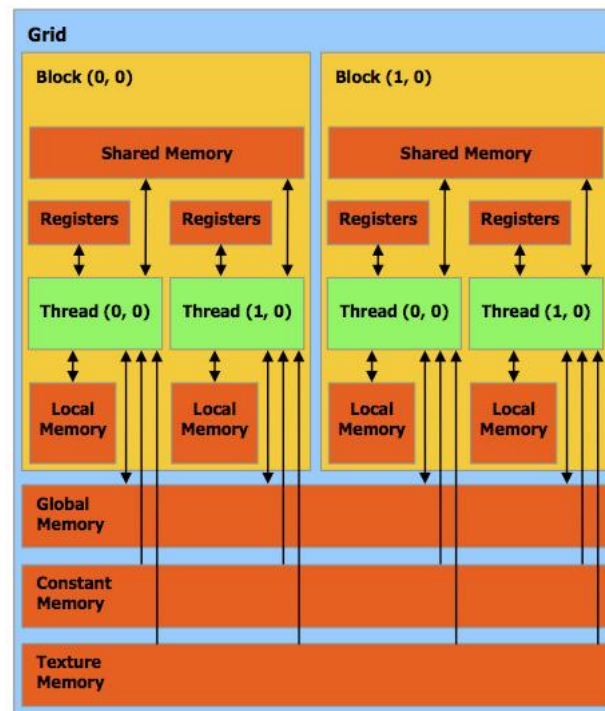 Grid
Block (0, 0)
Block (1, 0)
Shared Memory
Shared Memory
Registers
Registers
Registers
Registers
Thread (0, 0)
Thread (1, 0)
Thread (0, 0)
Thread (1, 0)
Local
Memory
Local
Memory
Local
Memory
Local
Memory
Global
Memory
Constant
Memory
Texture
Memory